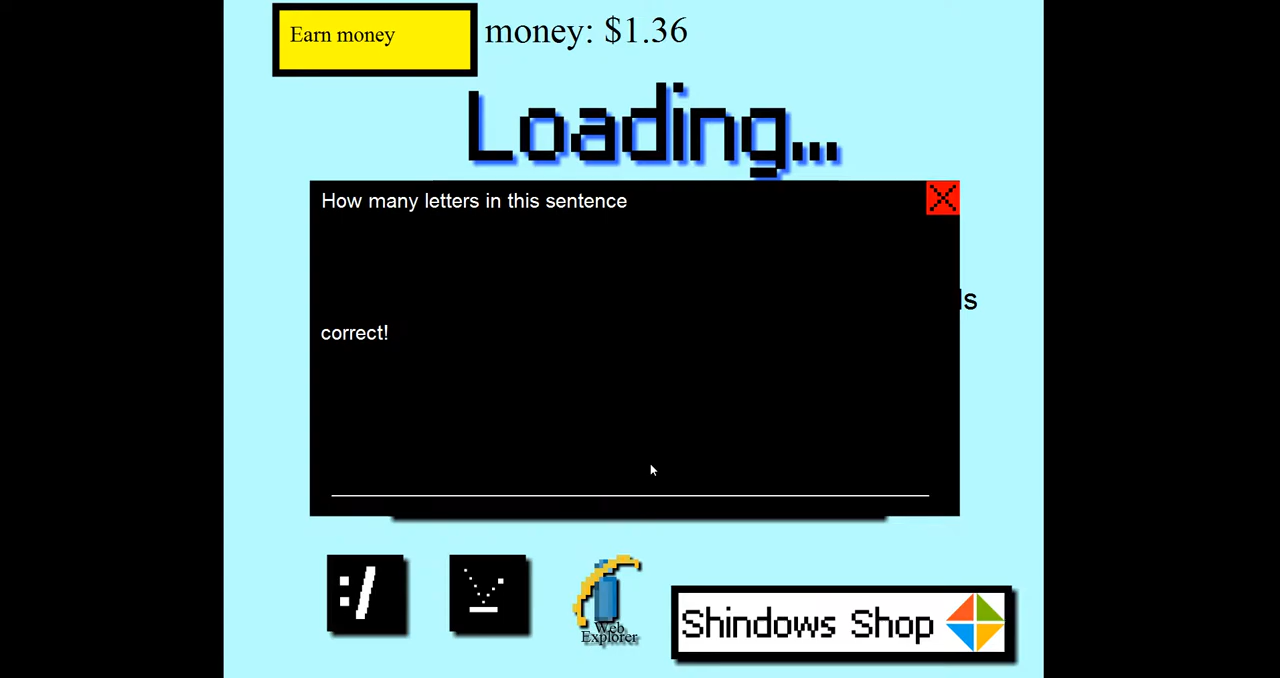 Earn money
money: $1.36
Loading...
How many letters in this sentence
correct!
:/
Web
Explorer
Shindows Shop